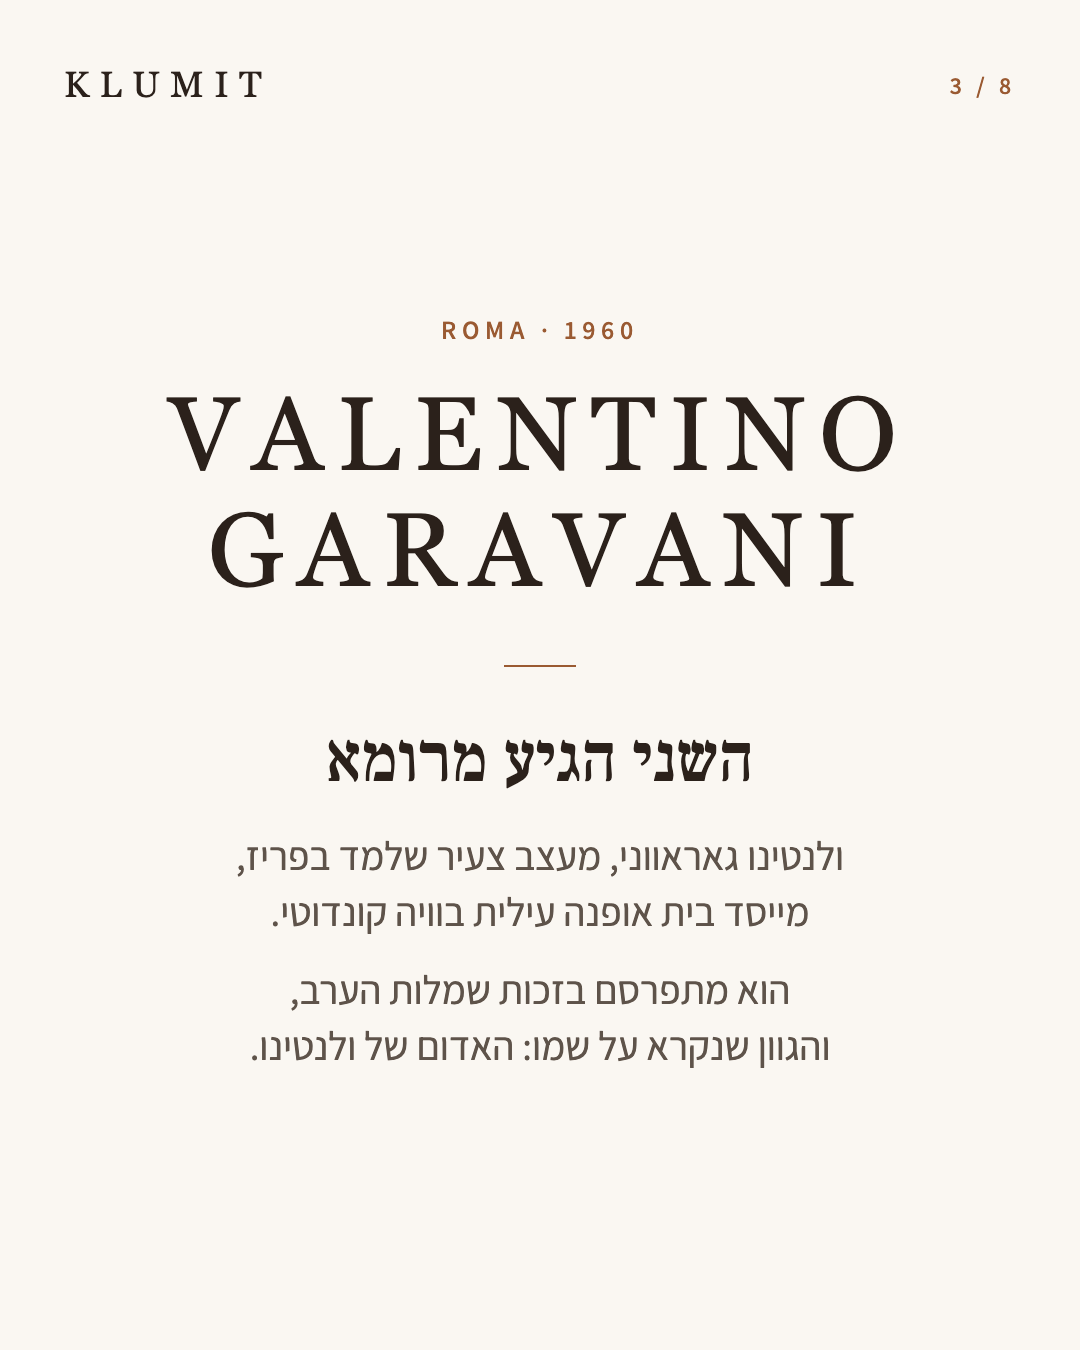 KLUMIT
3 / 8
ROMA · 1960
VALENTINO
GARAVANI
השני הגיע מרומא
ולנטינו גאראווני, מעצב צעיר שלמד בפריז,
מייסד בית אופנה עילית בוויה קונדוטי.
הוא מתפרסם בזכות שמלות הערב,
והגוון שנקרא על שמו: האדום של ולנטינו.